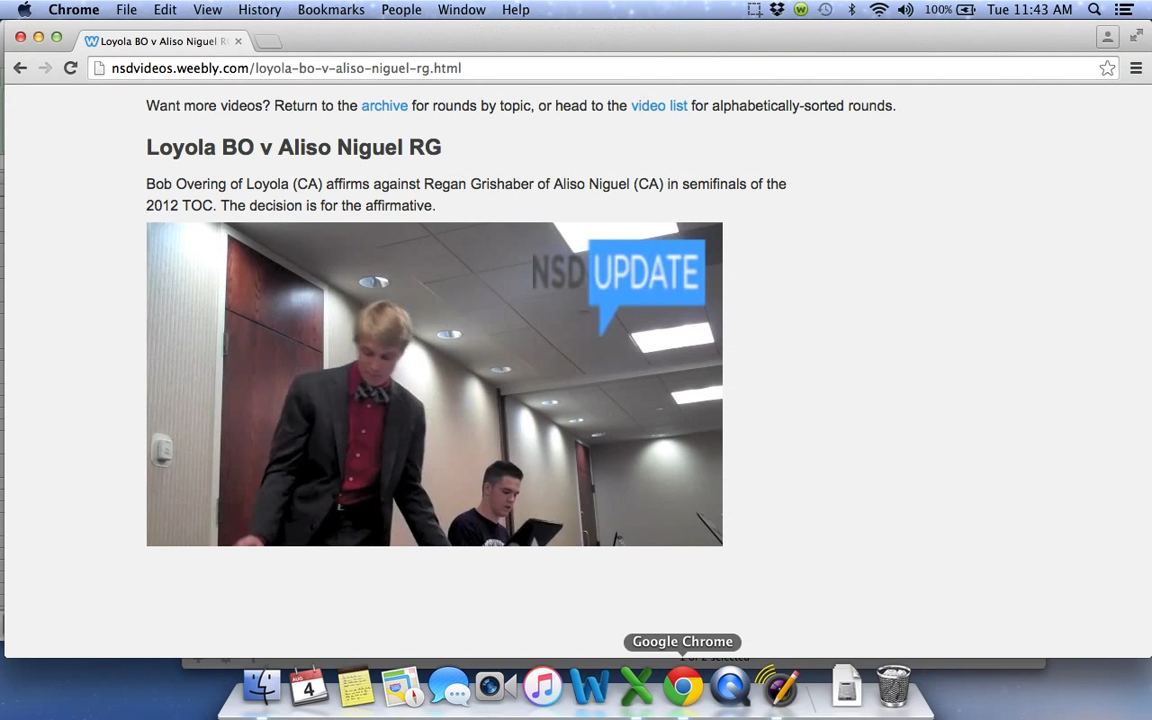 Chrome File Edit View History Bookmarks People Window Help 100% Tue 11:43 AM
Loyola BO v Aliso Niguel RG
nsdvideos.weebly.com/loyola-bo-v-aliso-niguel-rg.html
Want more videos? Return to the archive for rounds by topic, or head to the video list for alphabetically-sorted rounds.
Loyola BO v Aliso Niguel RG
Bob Overing of Loyola (CA) affirms against Regan Grishaber of Aliso Niguel (CA) in semifinals of the
2012 TOC. The decision is for the affirmative.
NSD UPDATE
Google Chrome
AUG
4